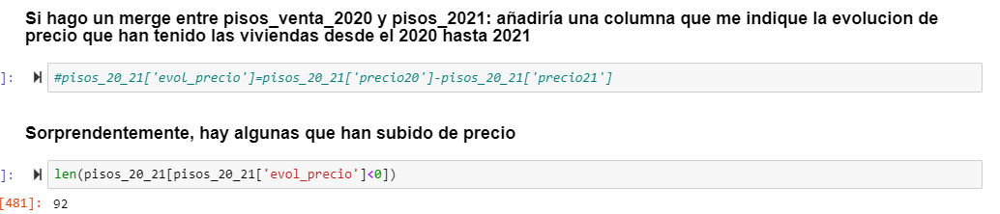 Si hago un merge entre pisos_venta_2020 y pisos_2021: añadiría una columna que me indique la evolucion de
precio que han tenido las viviendas desde el 2020 hasta 2021
]: #pisos_20_21['evol_precio']=pisos_20_21['precio20']-pisos_20_21['precio21']
Sorprendentemente, hay algunas que han subido de precio
]: len(pisos_20_21[pisos_20_21['evol_precio']<0])
[481]: 92